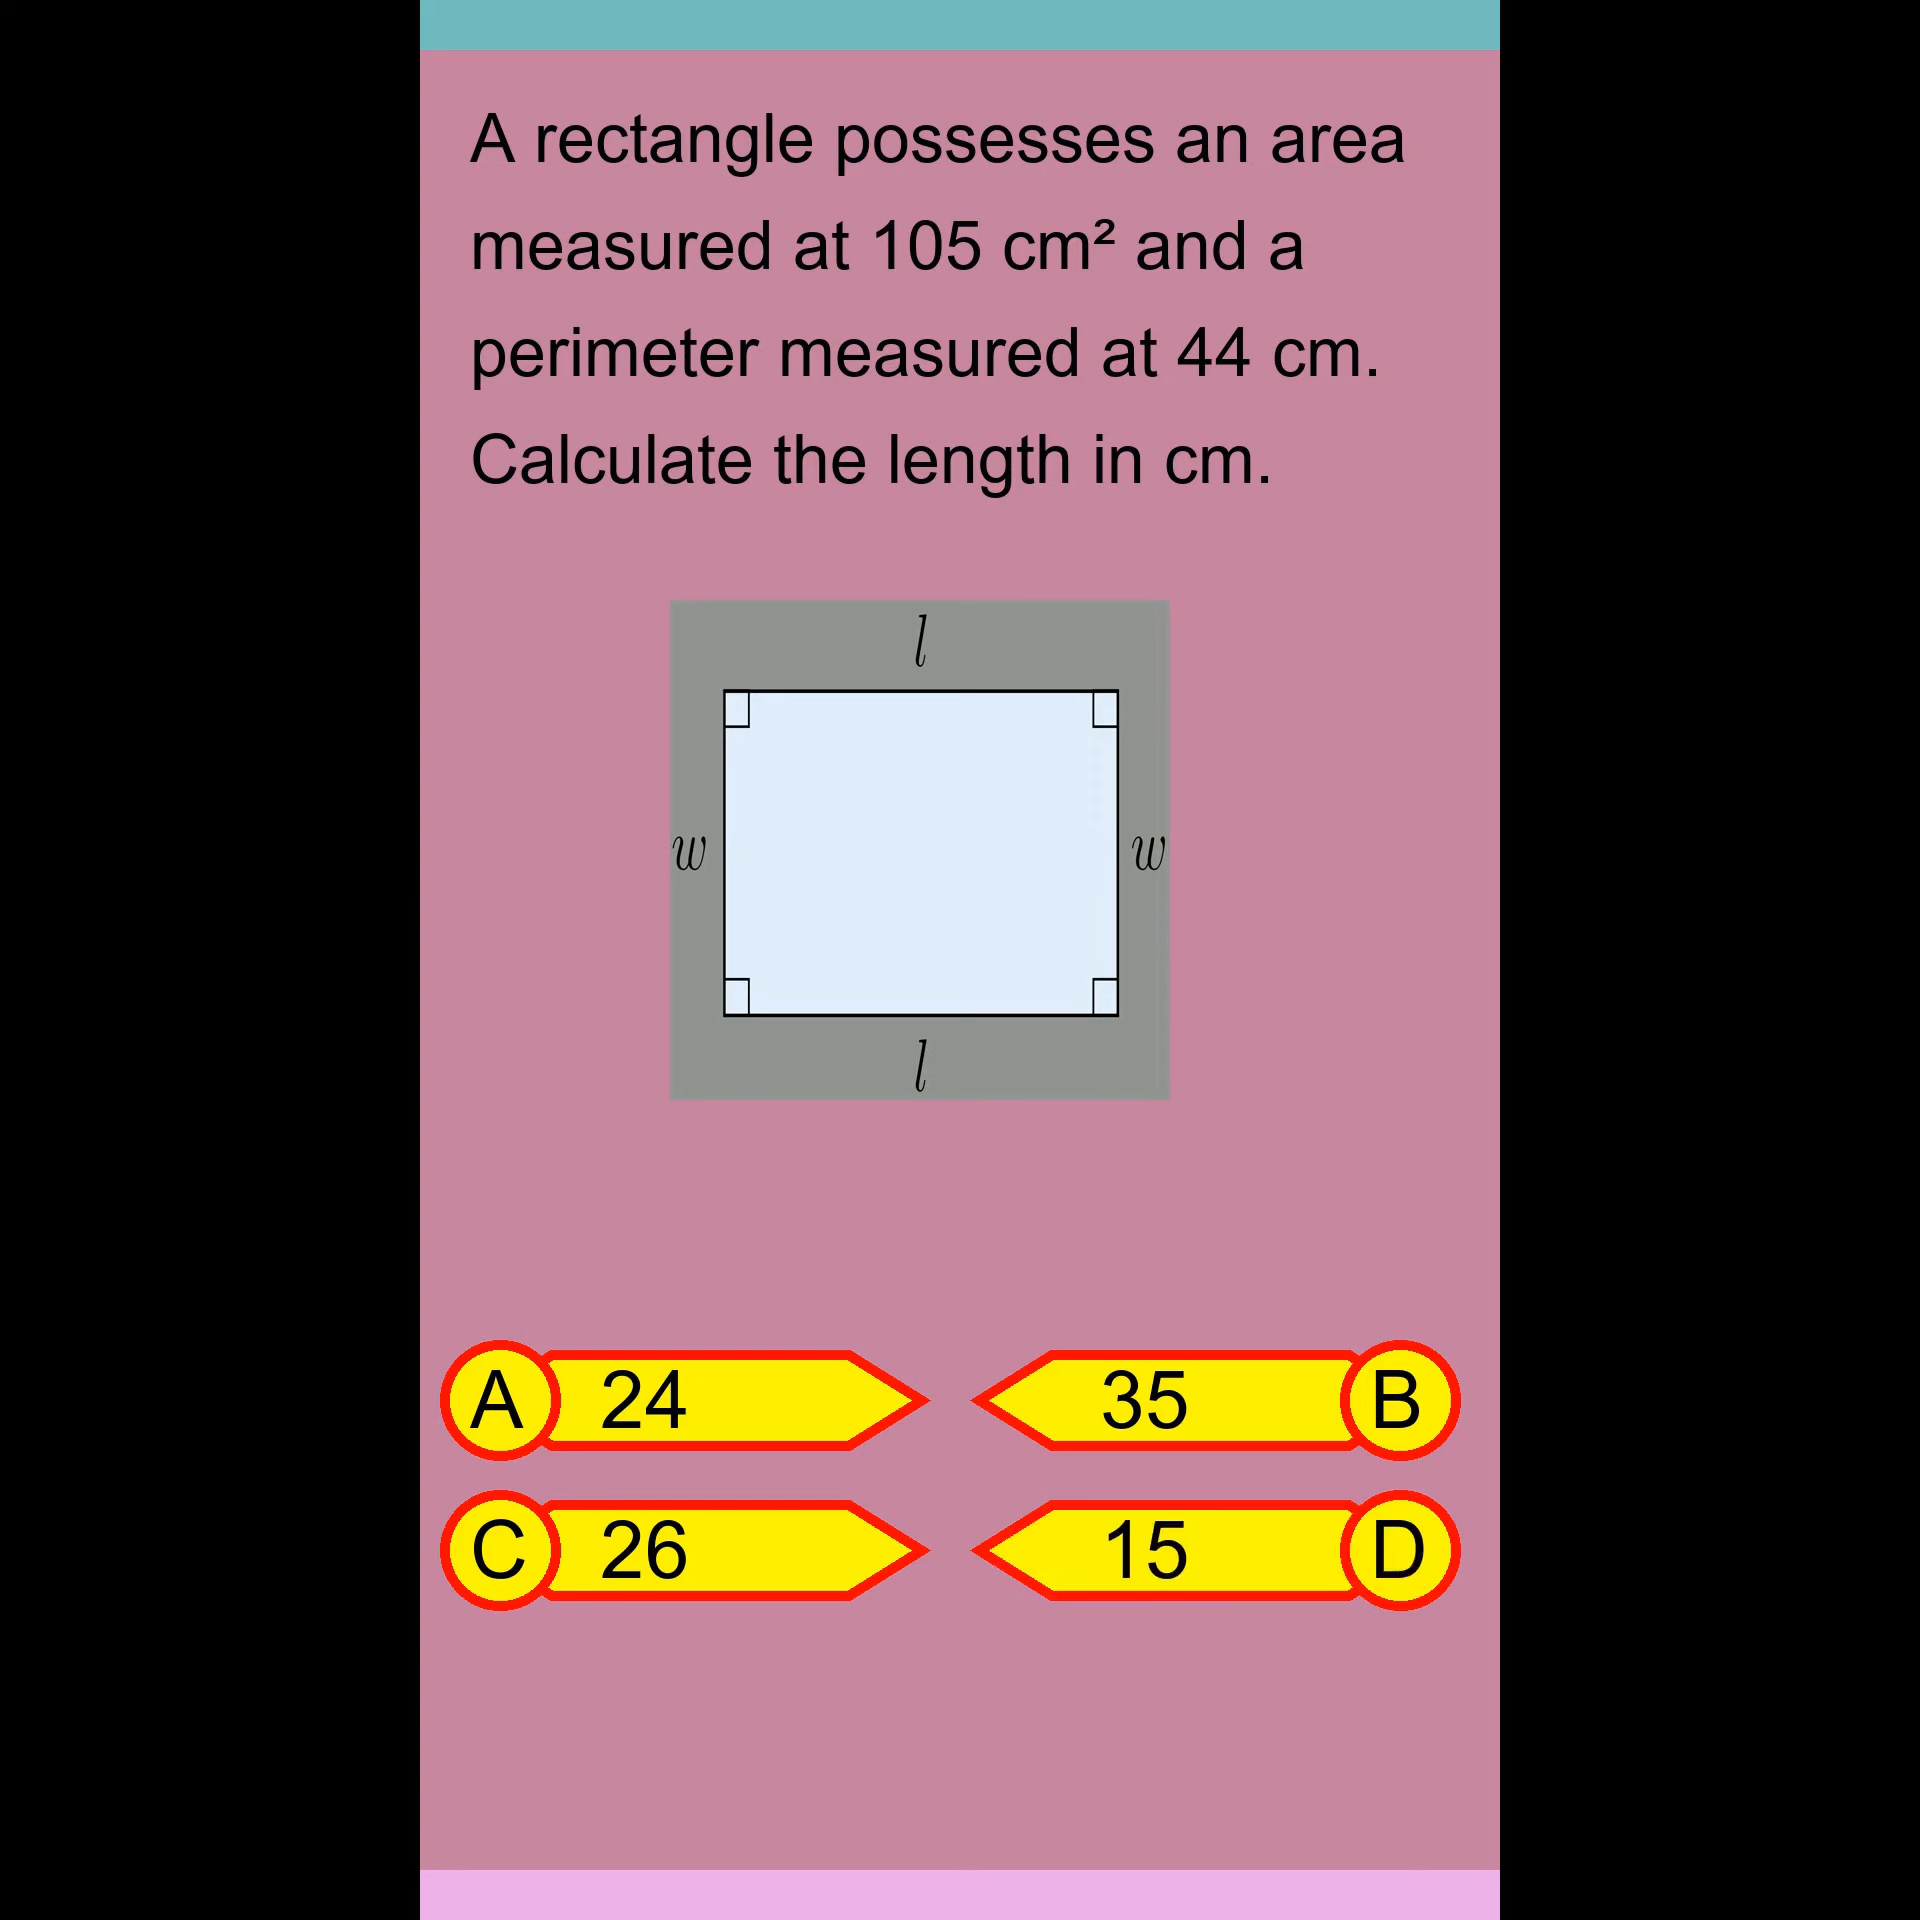 A rectangle possesses an area
measured at 105 cm² and a
perimeter measured at 44 cm.
Calculate the length in cm.
l
w w
l
A 24 35 B
C 26 15 D